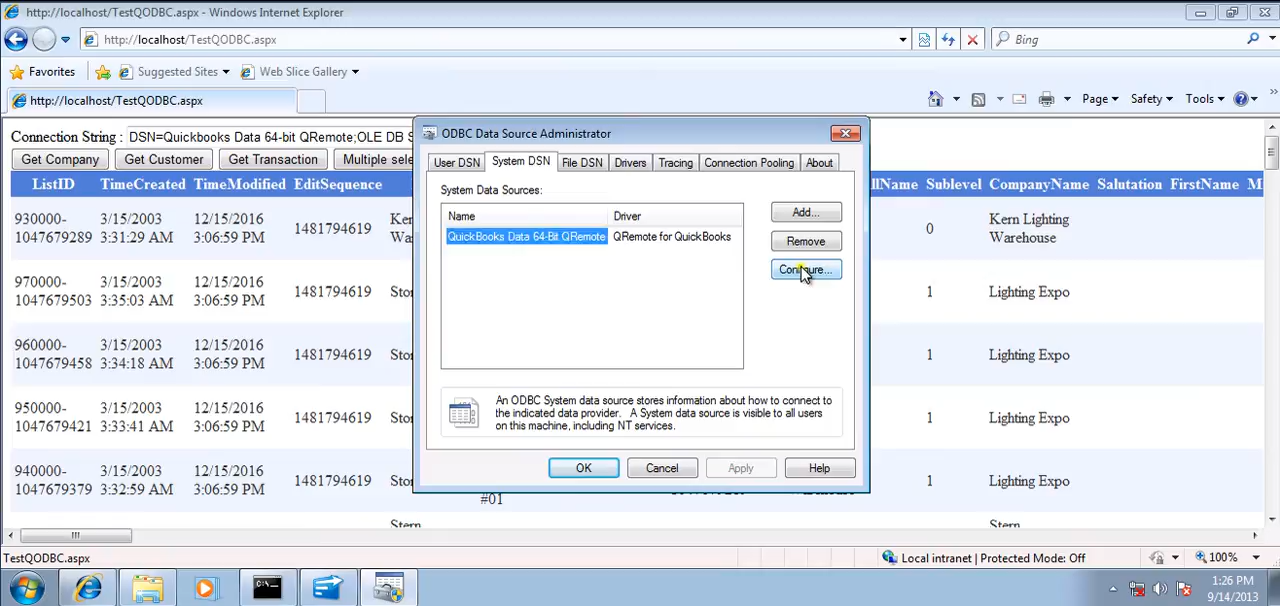 http://localhost/TestQODBC.aspx - Windows Internet Explorer
http://localhost/TestQODBC.aspx
Bing
Favorites
Suggested Sites
Web Slice Gallery
http://localhost/TestQODBC.aspx
Page
Safety
Tools
Connection String : DSN=Quickbooks Data 64-bit QRemote;OLE DB S
Get Company
Get Customer
Get Transaction
Multiple sele
ListID TimeCreated TimeModified EditSequence
llName Sublevel CompanyName Salutation FirstName M
930000-
1047679289
3/15/2003
3:31:29 AM
12/15/2016
3:06:59 PM
1481794619
Ker
Wa
0
Kern Lighting
Warehouse
970000-
1047679503
3/15/2003
3:35:03 AM
12/15/2016
3:06:59 PM
1481794619
Sto
1
Lighting Expo
960000-
1047679458
3/15/2003
3:34:18 AM
12/15/2016
3:06:59 PM
1481794619
Sto
1
Lighting Expo
950000-
1047679421
3/15/2003
3:33:41 AM
12/15/2016
3:06:59 PM
1481794619
Sto
1
Lighting Expo
940000-
1047679379
3/15/2003
3:32:59 AM
12/15/2016
3:06:59 PM
1481794619
Sto
#01
1
Lighting Expo
Stern
Stern
ODBC Data Source Administrator
User DSN
System DSN
File DSN
Drivers
Tracing
Connection Pooling
About
System Data Sources:
Name
Driver
QuickBooks Data 64-Bit QRemote
QRemote for QuickBooks
Add...
Remove
Configure...
An ODBC System data source stores information about how to connect to
the indicated data provider. A System data source is visible to all users
on this machine, including NT services.
OK
Cancel
Apply
Help
TestQODBC.aspx
Local intranet | Protected Mode: Off
100%
C:\
1:26 PM
9/14/2013